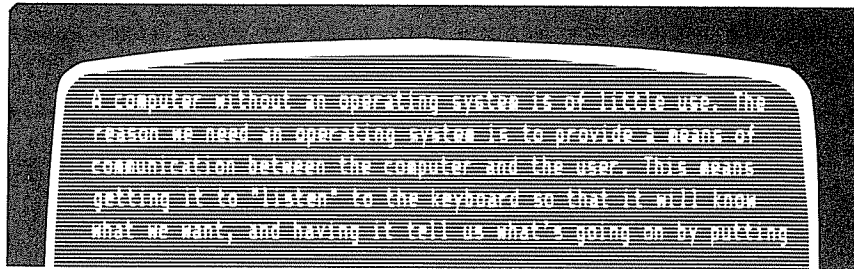 A computer without an operating system is of little use. The
reason we need an operating system is to provide a means of
communication between the computer and the user. This means
getting it to "listen" to the keyboard so that it will know
what we want, and having it tell us what's going on by putting